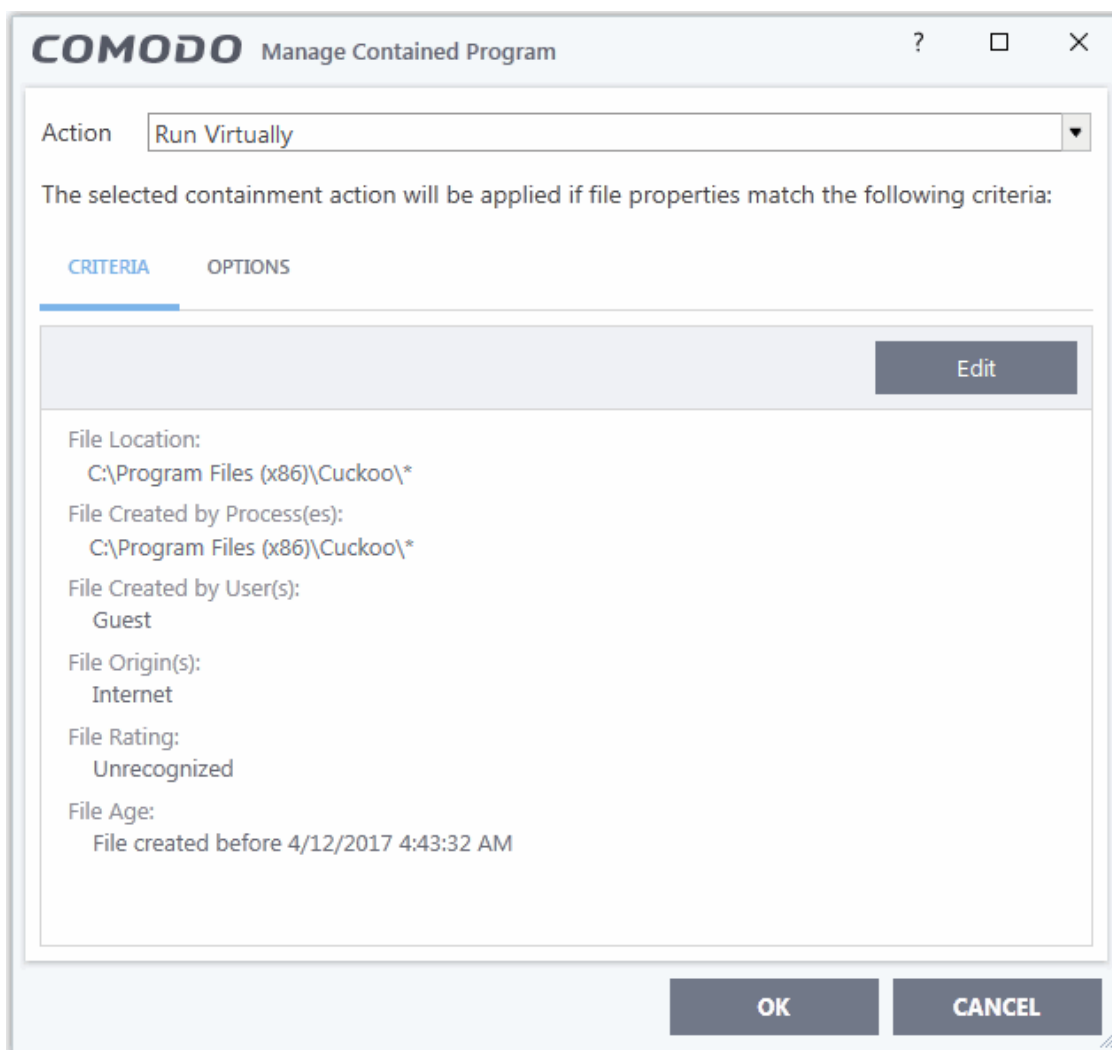 COMODO Manage Contained Program ?
Action Run Virtually
The selected containment action will be applied if file properties match the following criteria:
CRITERIA OPTIONS
Edit
File Location:
C:\Program Files (x86)\Cuckoo\*
File Created by Process(es):
C:\Program Files (x86)\Cuckoo\*
File Created by User(s):
Guest
File Origin(s):
Internet
File Rating:
Unrecognized
File Age:
File created before 4/12/2017 4:43:32 AM
OK CANCEL